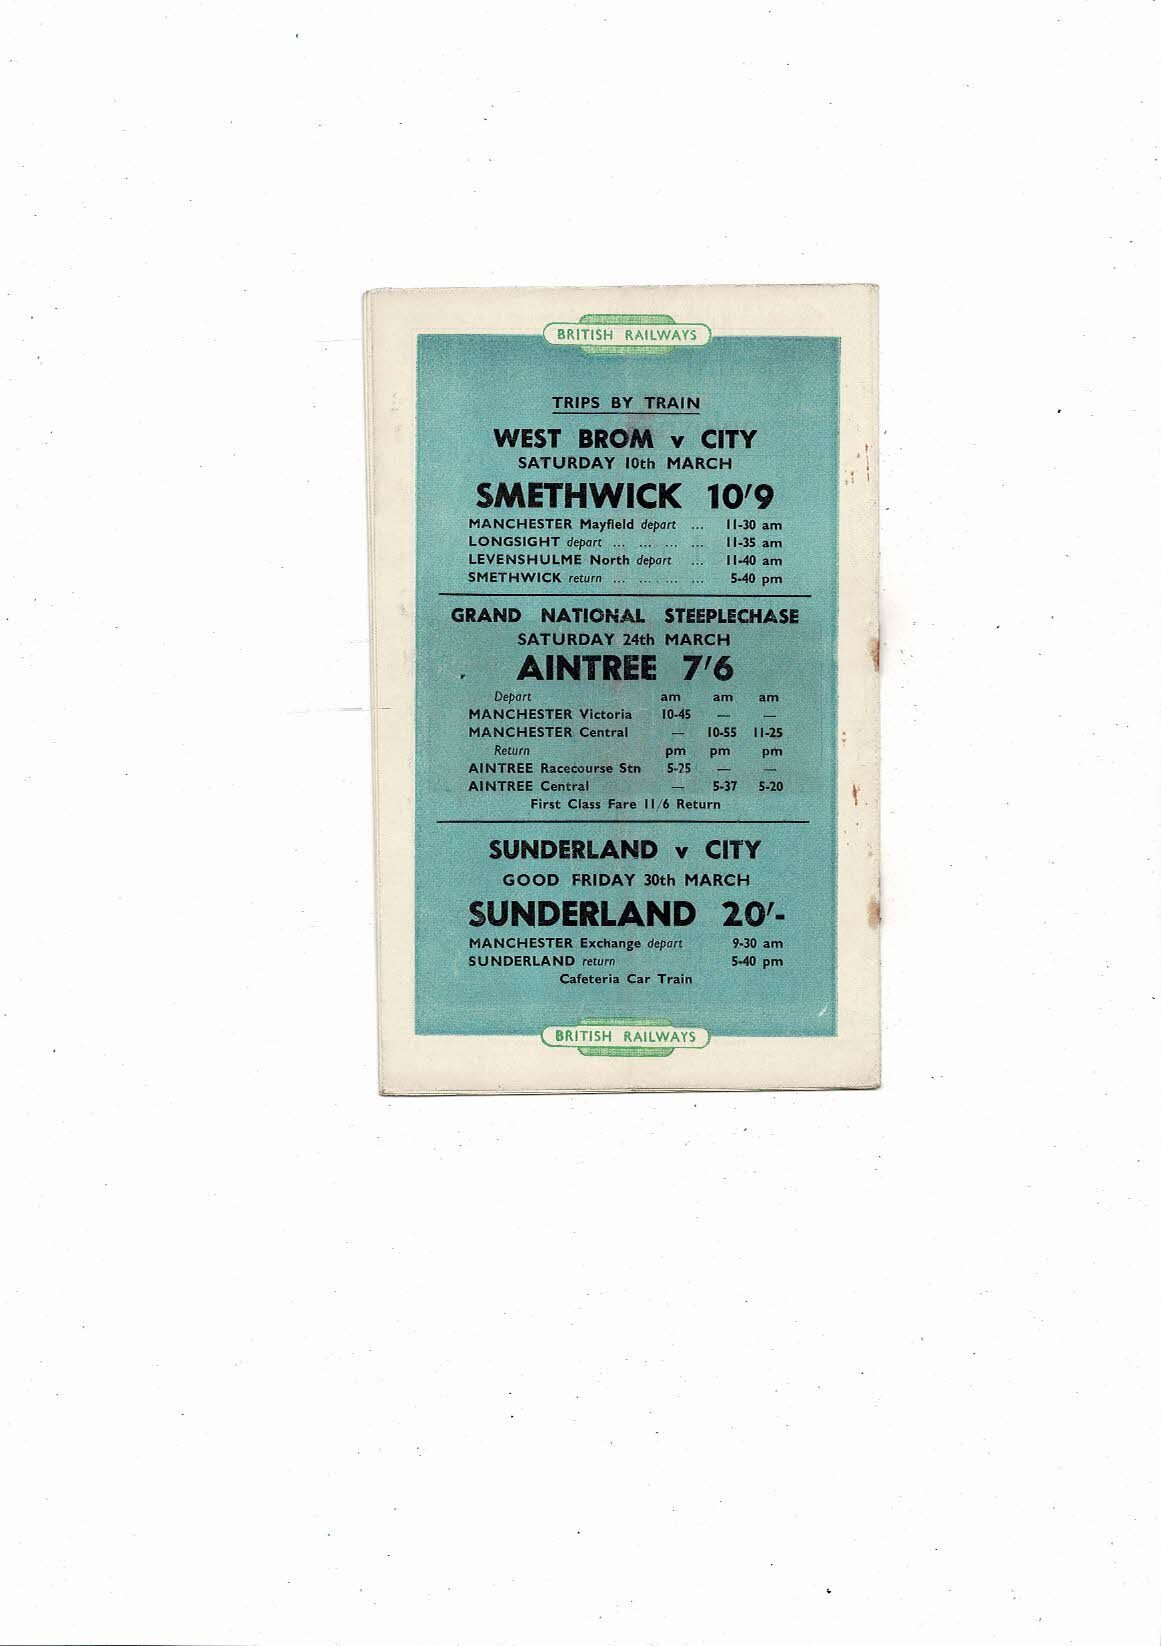 BRITISH RAILWAYS
TRIPS BY TRAIN
WEST BROM v CITY
SATURDAY 10th MARCH
SMETHWICK 10'9
MANCHESTER Mayfield depart ... 11-30 am
LONGSIGHT depart ... ... ... ... 11-35 am
LEVENSHULME North depart ... 11-40 am
SMETHWICK return ... ... ... ... 5-40 pm
GRAND NATIONAL STEEPLECHASE
SATURDAY 24th MARCH
AINTREE 7'6
Depart am am am
MANCHESTER Victoria 10-45 — —
MANCHESTER Central — 10-55 11-25
Return pm pm pm
AINTREE Racecourse Stn 5-25 — —
AINTREE Central — 5-37 5-20
First Class Fare 11/6 Return
SUNDERLAND v CITY
GOOD FRIDAY 30th MARCH
SUNDERLAND 20'-
MANCHESTER Exchange depart 9-30 am
SUNDERLAND return 5-40 pm
Cafeteria Car Train
BRITISH RAILWAYS